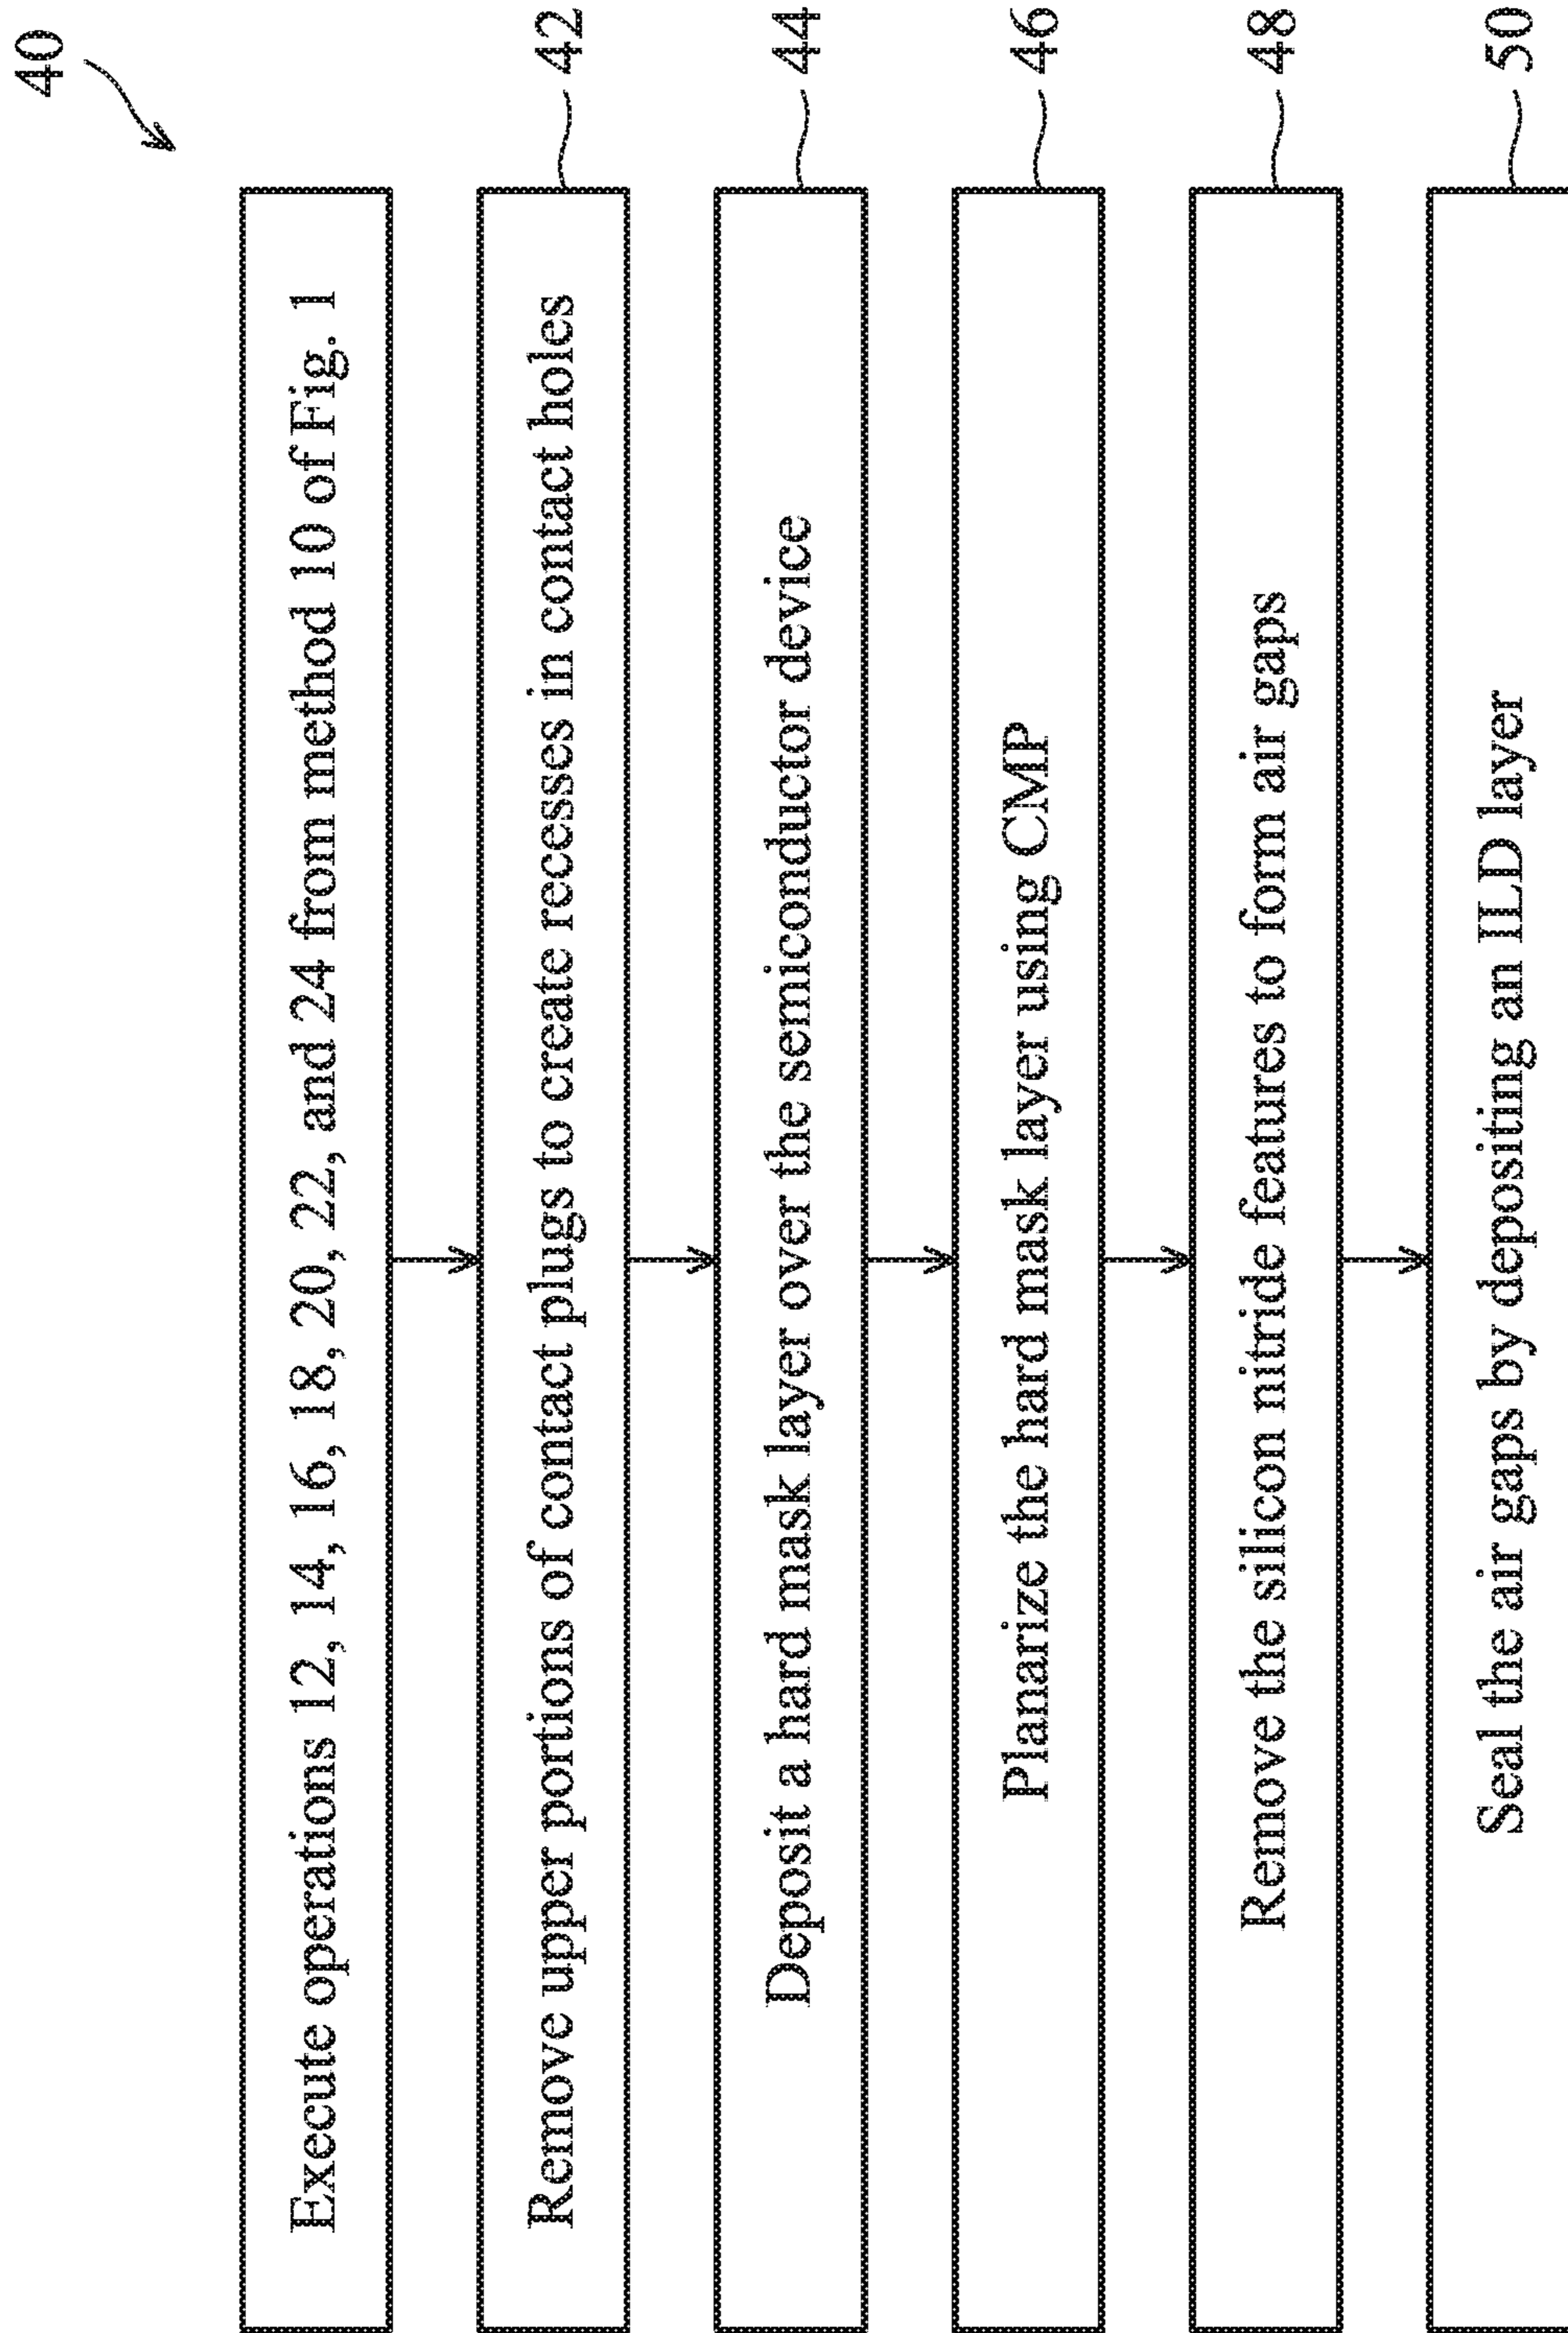 40
Execute operations 12, 14, 16, 18, 20, 22, and 24 from method 10 of Fig. 1
Remove upper portions of contact plugs to create recesses in contact holes
42
Deposit a hard mask layer over the semiconductor device
44
Planarize the hard mask layer using CMP
46
Remove the silicon nitride features to form air gaps
48
Seal the air gaps by depositing an ILD layer
50